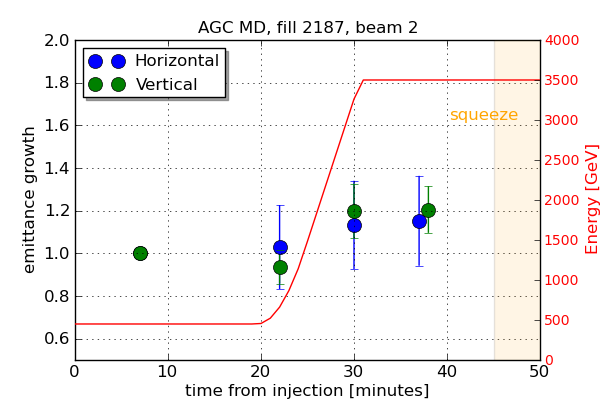 AGC MD, fill 2187, beam 2
Horizontal
Vertical
squeeze
emittance growth
2.0
1.8
1.6
1.4
1.2
1.0
0.8
0.6
4000
3500
3000
2500
2000
1500
1000
500
0
Energy [GeV]
0 10 20 30 40 50
time from injection [minutes]